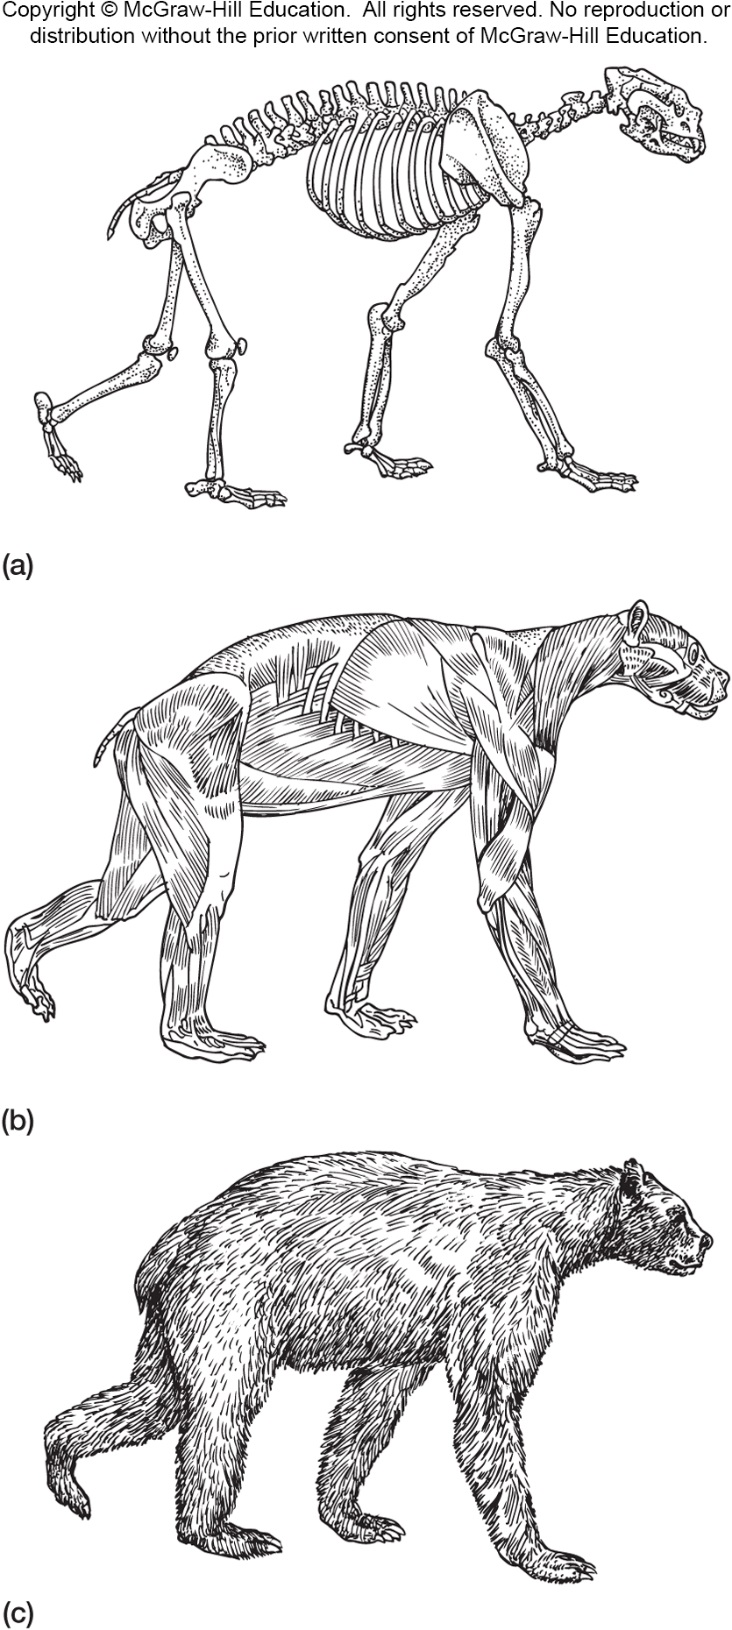 Copyright © McGraw-Hill Education.  All rights reserved. No reproduction or
distribution without the prior written consent of McGraw-Hill Education.
(a)
(b)
(c)